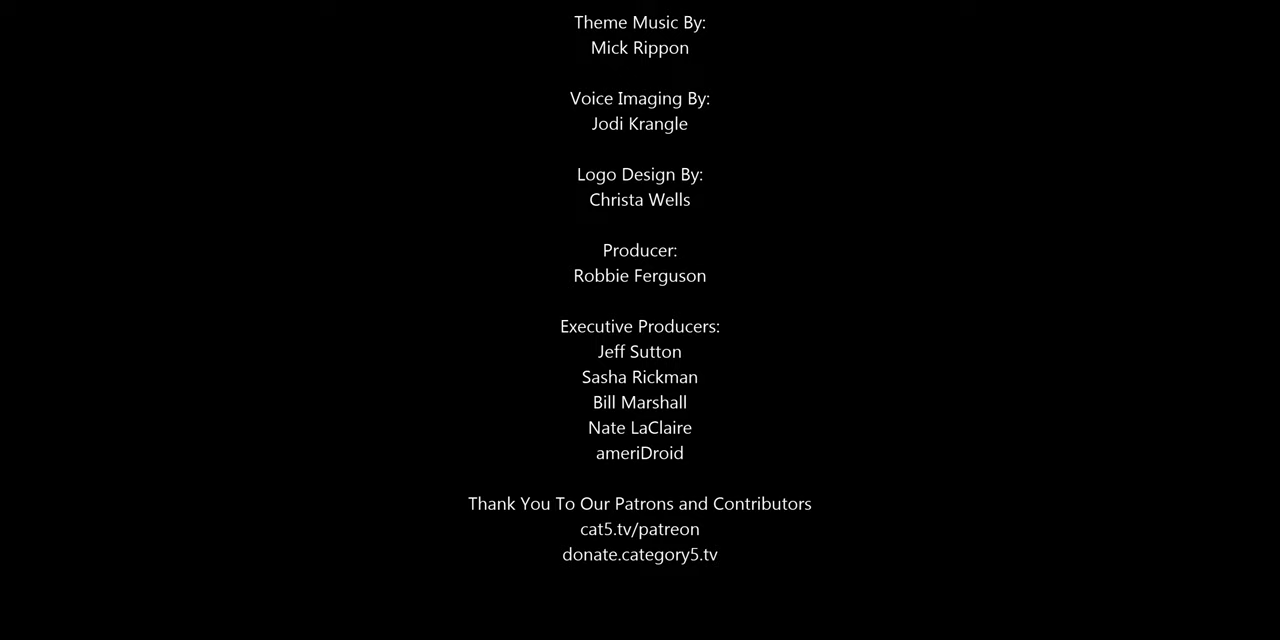 Theme Music By:
Mick Rippon
Voice Imaging By:
Jodi Krangle
Logo Design By:
Christa Wells
Producer:
Robbie Ferguson
Executive Producers:
Jeff Sutton
Sasha Rickman
Bill Marshall
Nate LaClaire
ameriDroid
Thank You To Our Patrons and Contributors
cat5.tv/patreon
donate.category5.tv